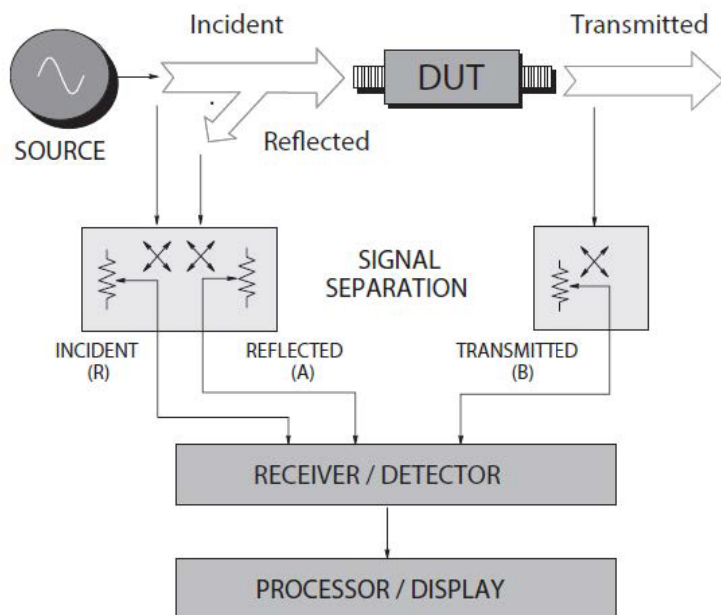 Incident
Transmitted
DUT
SOURCE
Reflected
SIGNAL
SEPARATION
INCIDENT
(R)
REFLECTED
(A)
TRANSMITTED
(B)
RECEIVER / DETECTOR
PROCESSOR / DISPLAY